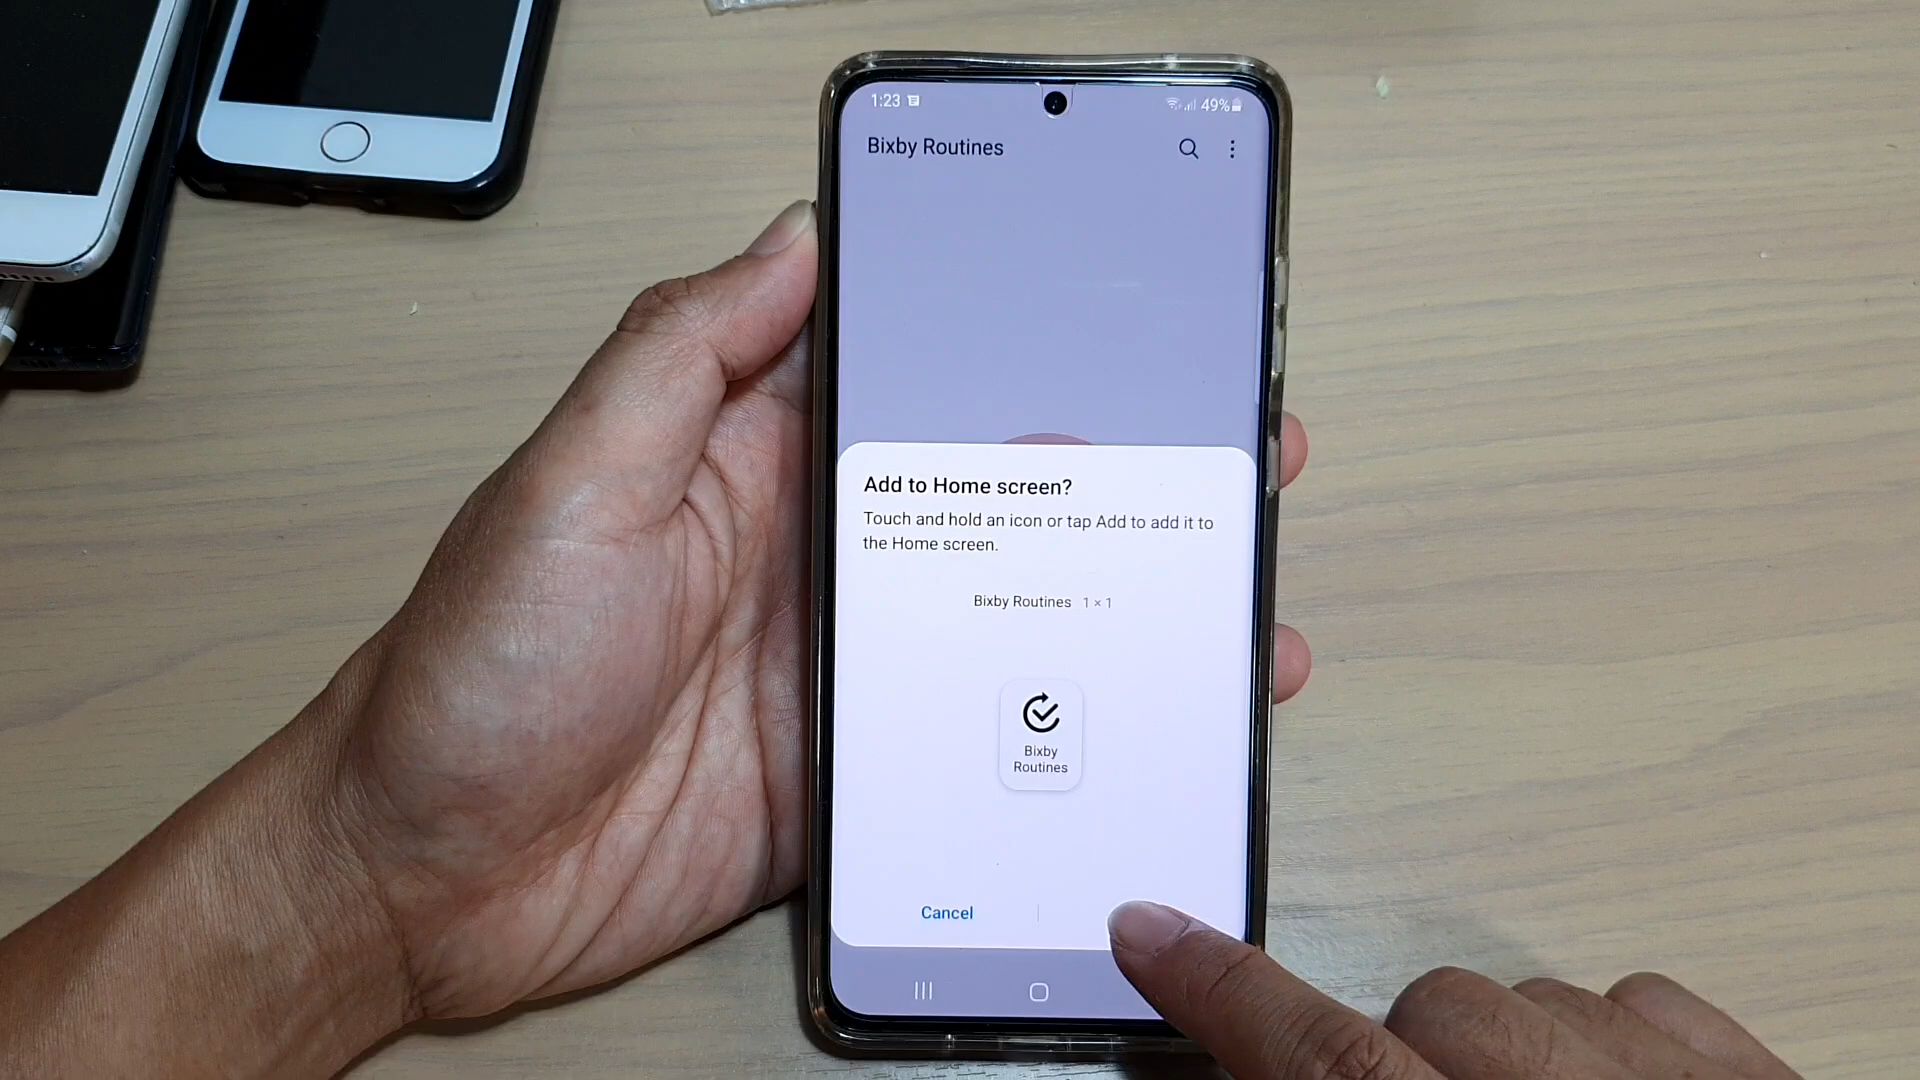 1:23 49%
Bixby Routines
Add to Home screen?
Touch and hold an icon or tap Add to add it to
the Home screen.
Bixby Routines 1 × 1
Bixby
Routines
Cancel